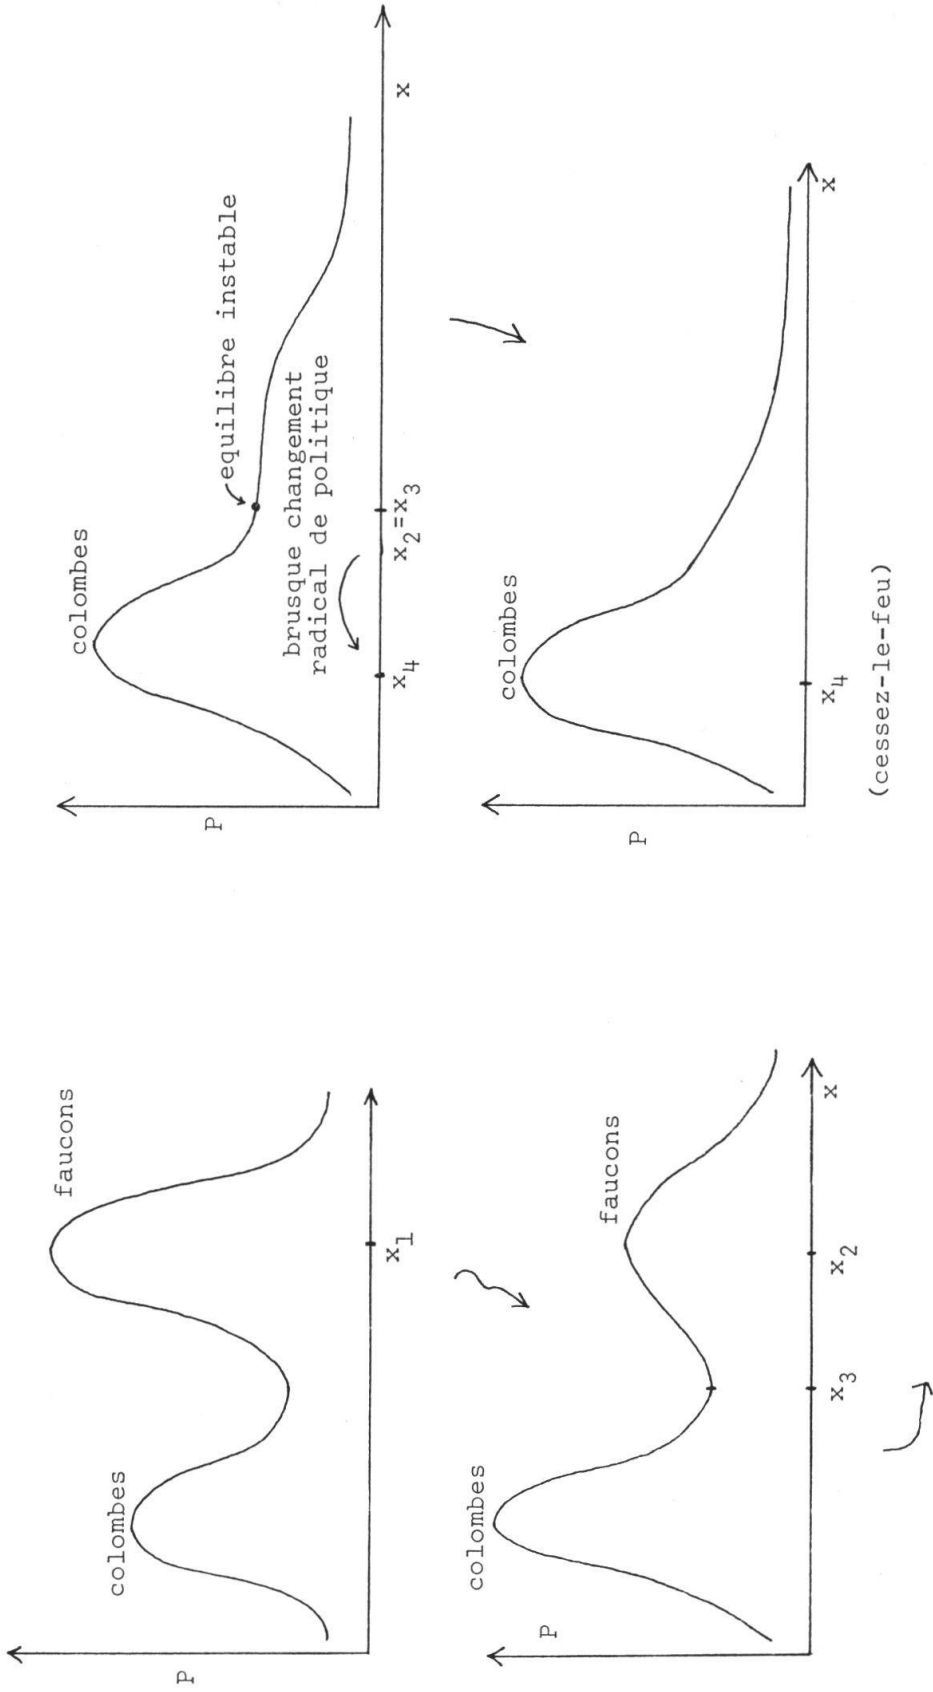 P
colombes
faucons
x1
P
colombes
faucons
x3
x2
x
P
colombes
equilibre instable
brusque changement
radical de politique
x4
x2=x3
x
P
colombes
x4
x
(cessez-le-feu)